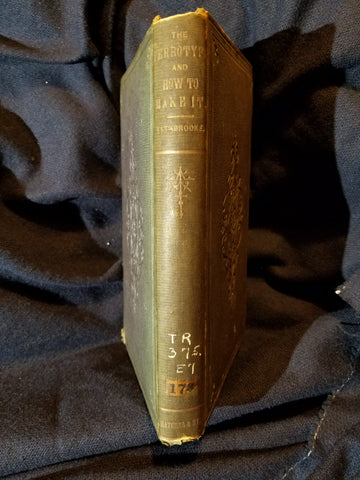 THE
FERROTYPE
AND
HOW TO
MAKE IT.
ESTABROOKE.
TR
375.
E7